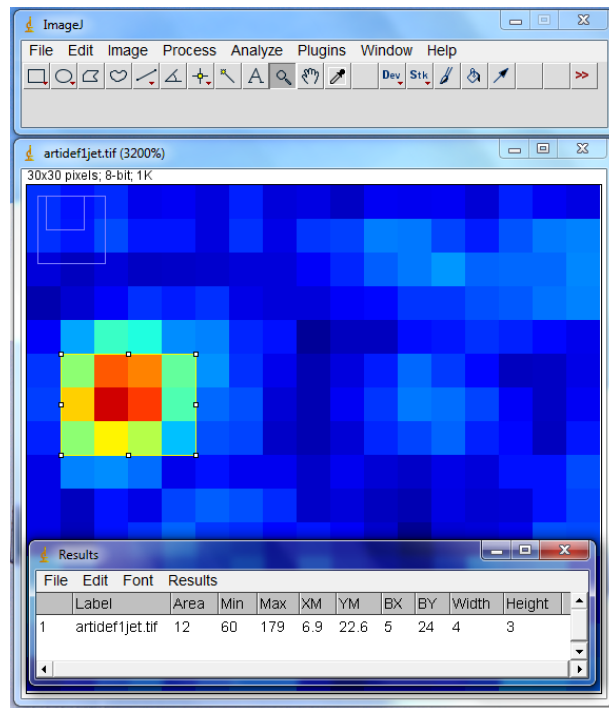 ImageJ
File Edit Image Process Analyze Plugins Window Help
A Dev Stk >>
artidef1jet.tif (3200%)
30x30 pixels; 8-bit; 1K
Results
File Edit Font Results
Label Area Min Max XM YM BX BY Width Height
1 artidef1jet.tif 12 60 179 6.9 22.6 5 24 4 3